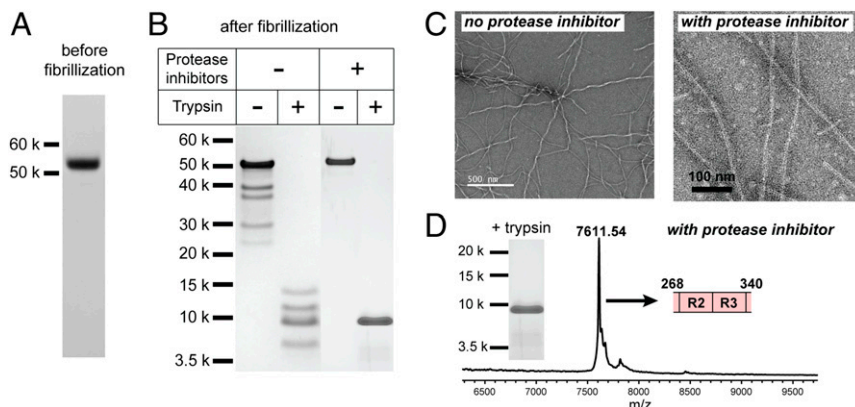 A
before
fibrillization
60 k
50 k
B
after fibrillization
Protease
inhibitors
– +
Trypsin
– + – +
60 k
50 k
40 k
30 k
20 k
15 k
10 k
3.5 k
C
no protease inhibitor
500 nm
with protease inhibitor
100 nm
D
+ trypsin
20 k
10 k
3.5 k
7611.54
with protease inhibitor
268 340
R2 R3
6500 7000 7500 8000 8500 9000 9500
m/z